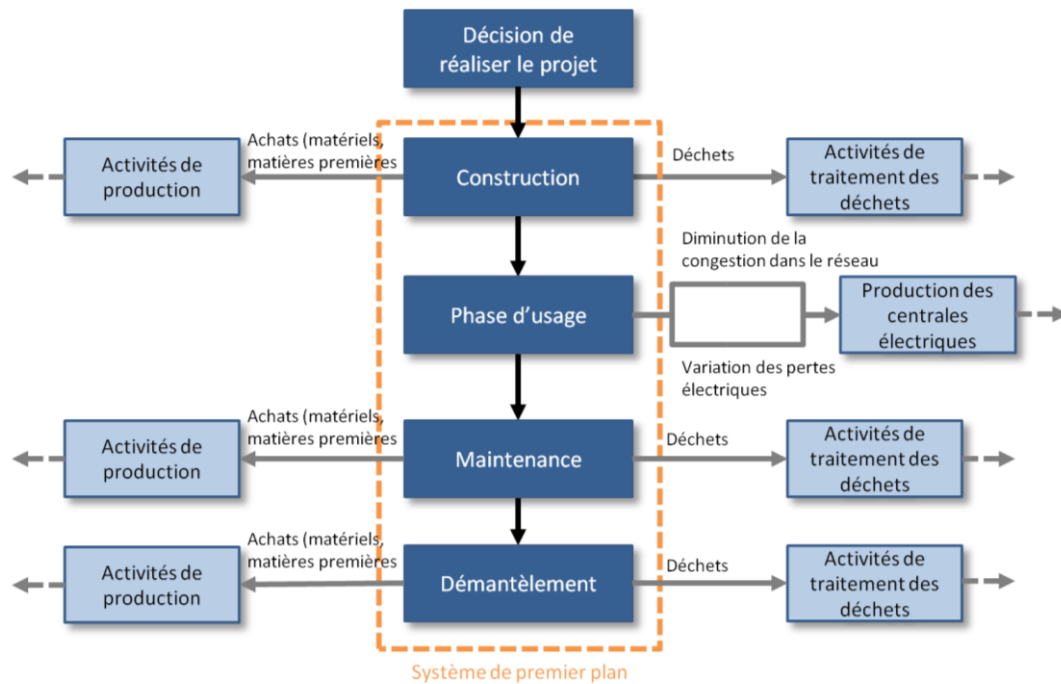 Décision de
réaliser le projet
Achats (matériels,
matières premières
Activités de
production
Construction
Déchets
Activités de
traitement des
déchets
Diminution de la
congestion dans le réseau
Phase d'usage
Production des
centrales
électriques
Variation des pertes
électriques
Achats (matériels,
matières premières
Activités de
production
Maintenance
Déchets
Activités de
traitement des
déchets
Achats (matériels,
matières premières
Activités de
production
Démantèlement
Déchets
Activités de
traitement des
déchets
Système de premier plan